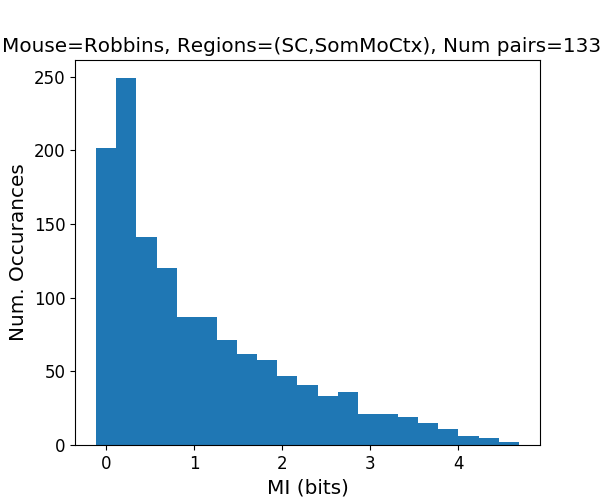 Mouse=Robbins, Regions=(SC,SomMoCtx), Num pairs=133
250
200
150
100
50
0
Num. Occurances
0 1 2 3 4
MI (bits)